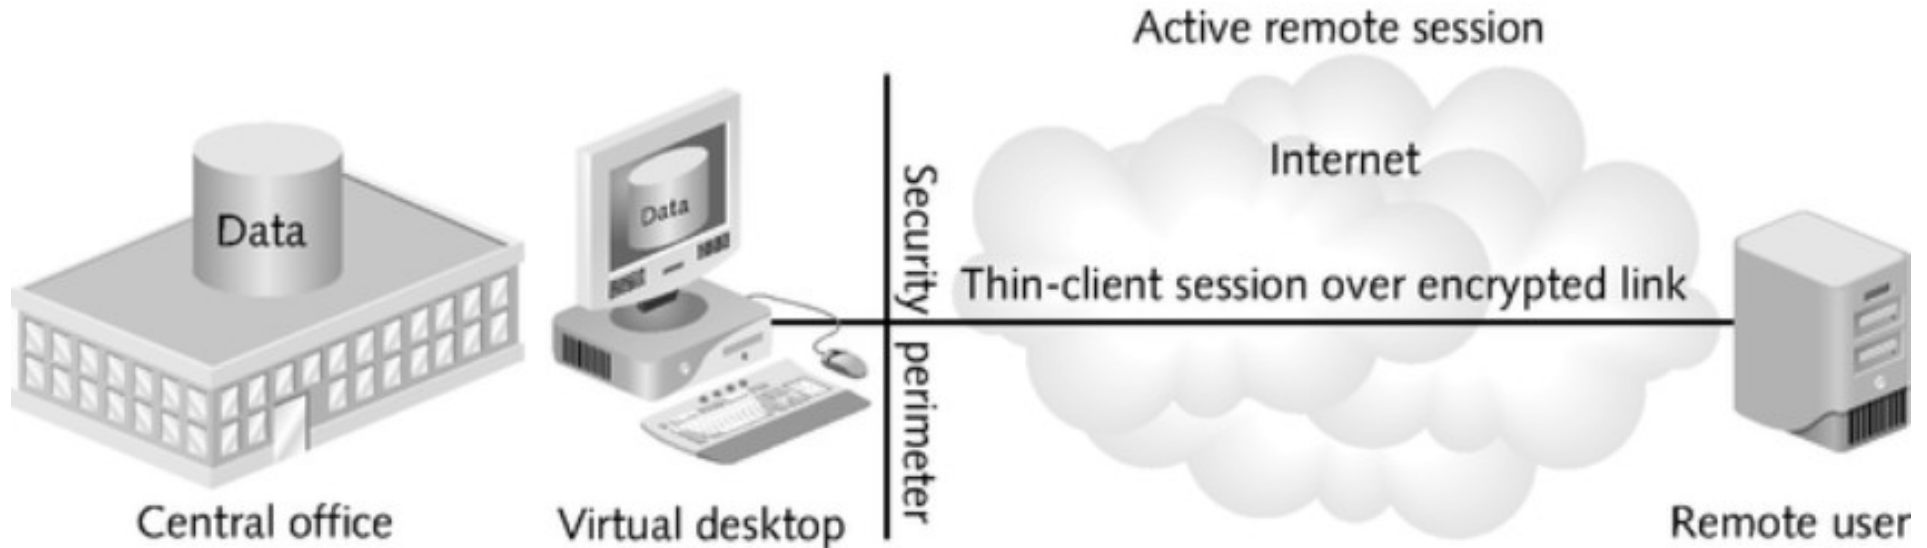 Active remote session
Internet
Data
Data
Security perimeter
Thin-client session over encrypted link
Central office
Virtual desktop
Remote user